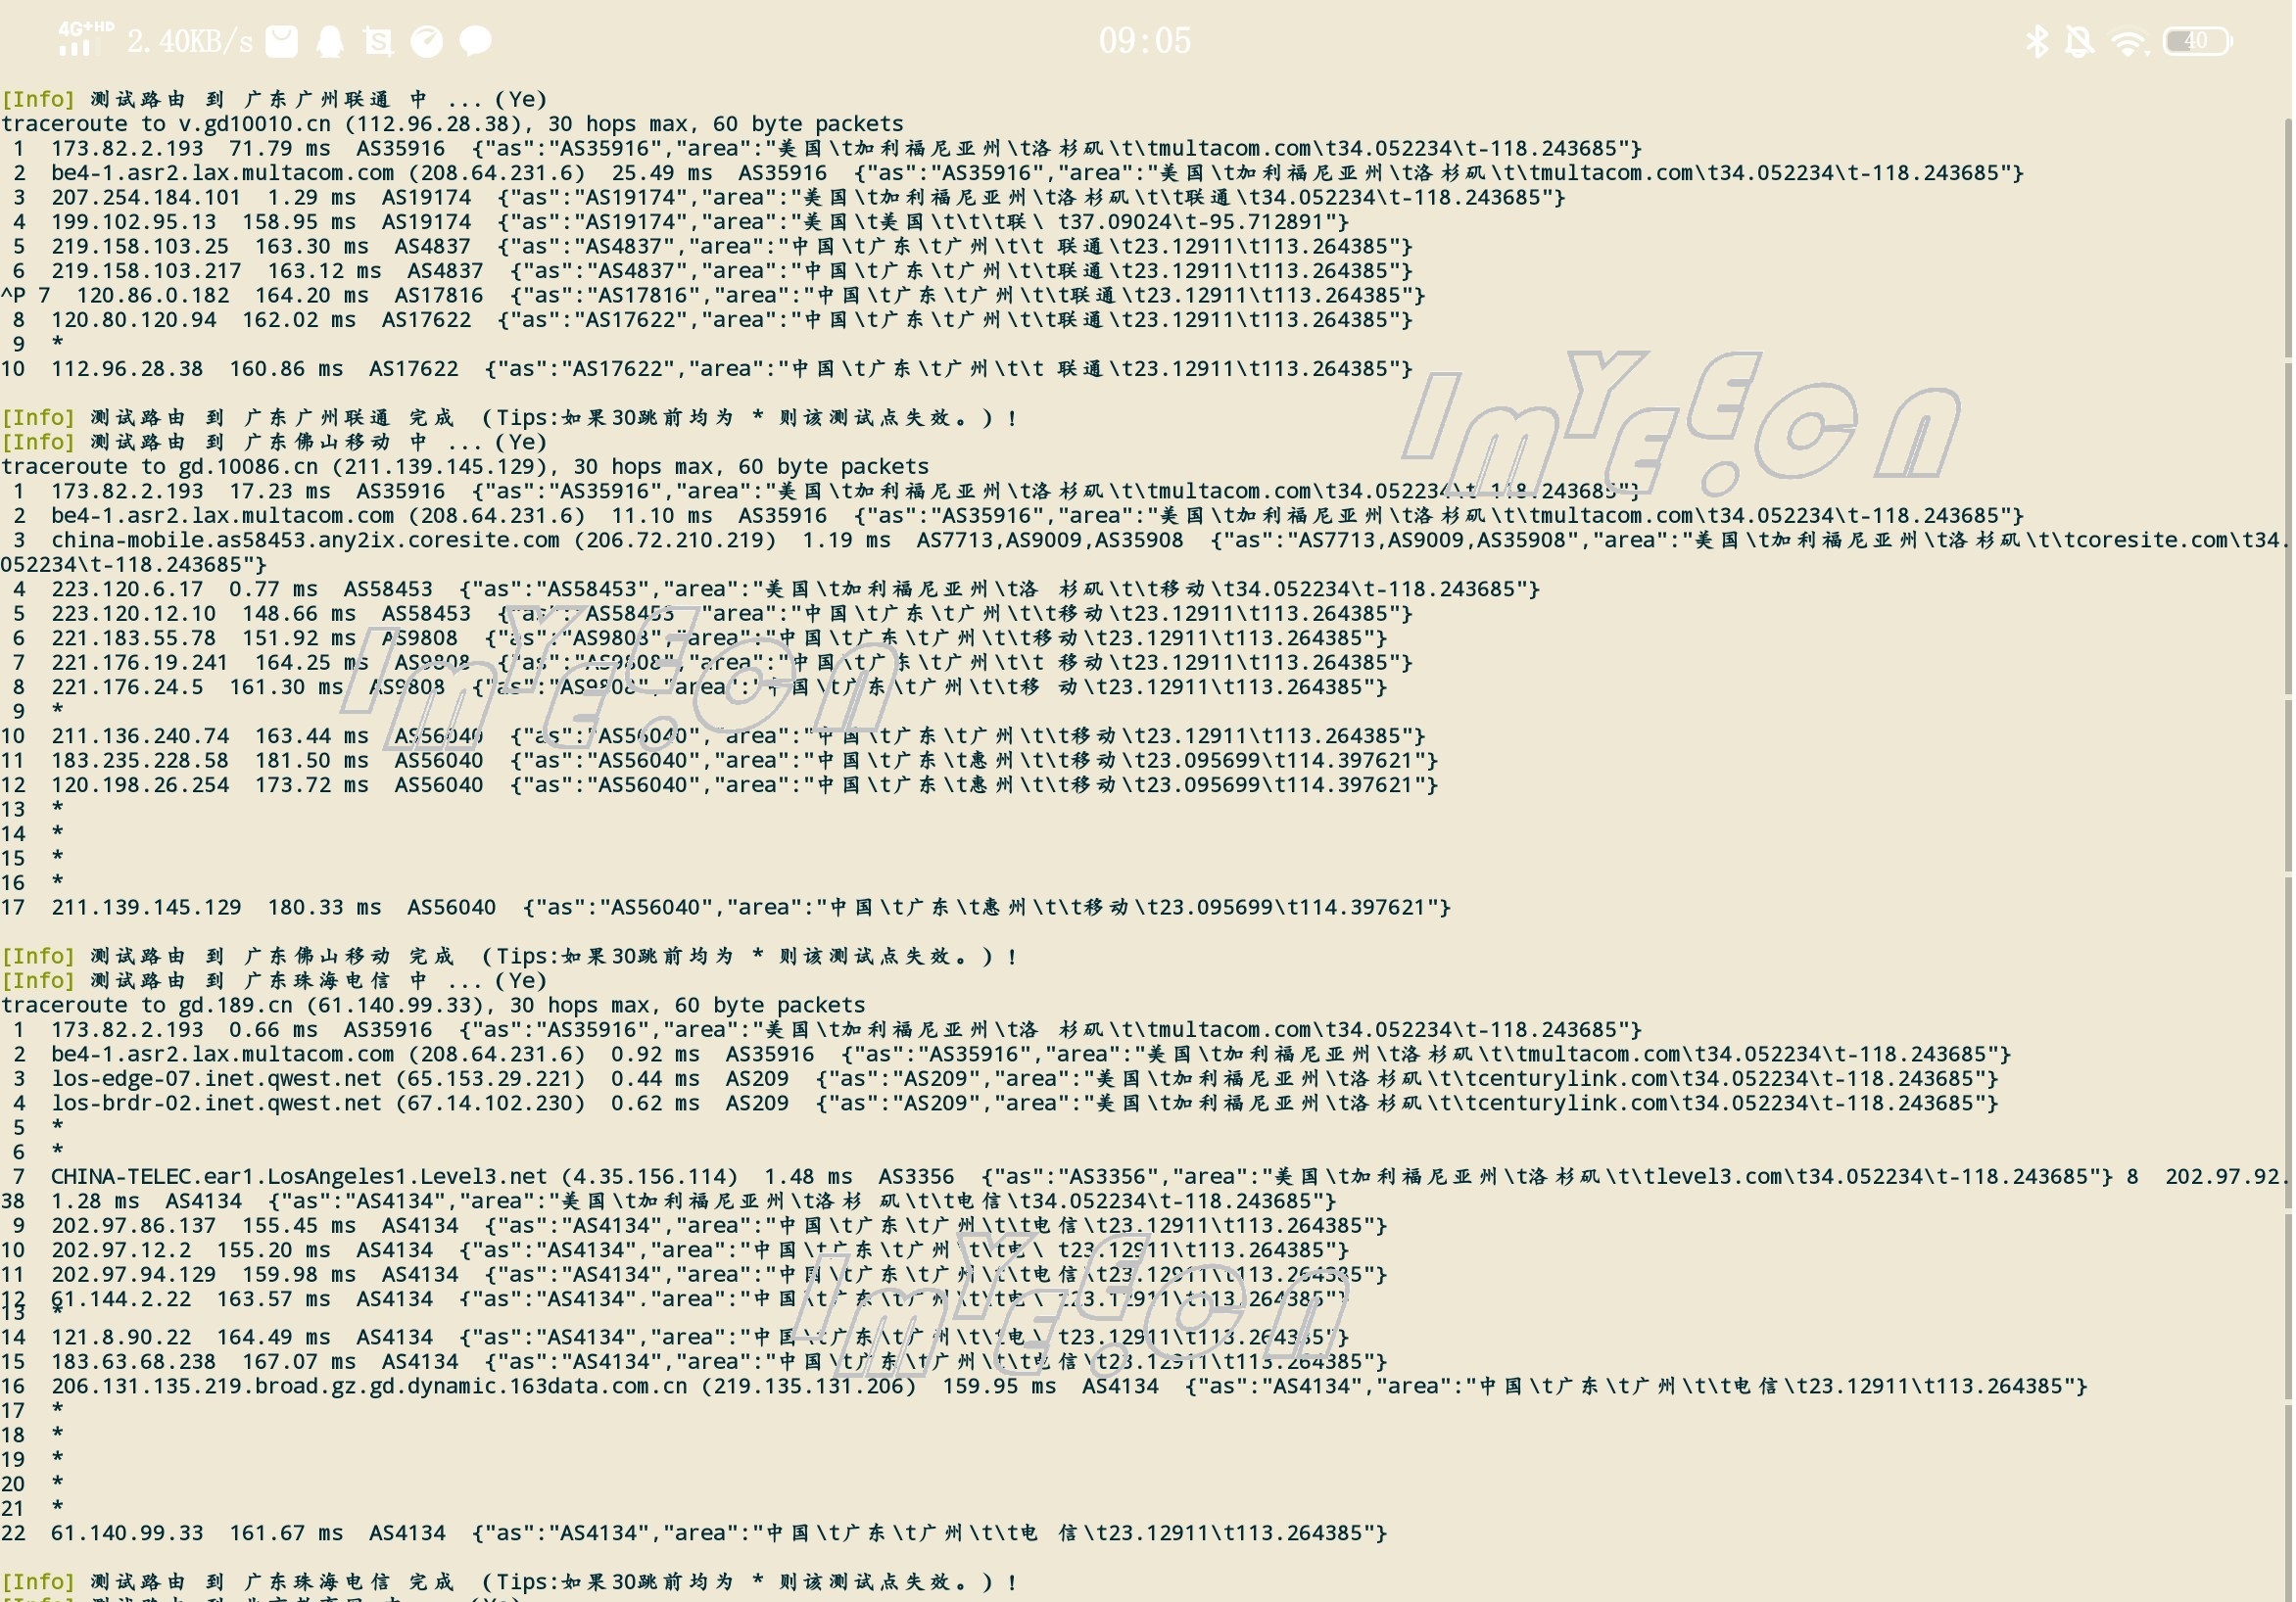 4G+HD 2.40KB/s 09:05 40
[Info] 测试路由 到 广东广州联通 中 ... (Ye)
traceroute to v.gd10010.cn (112.96.28.38), 30 hops max, 60 byte packets
1  173.82.2.193  71.79 ms  AS35916  {"as":"AS35916","area":"美国\t加利福尼亚州\t洛杉矶\t\tmultacom.com\t34.052234\t-118.243685"}
2  be4-1.asr2.lax.multacom.com (208.64.231.6)  25.49 ms  AS35916  {"as":"AS35916","area":"美国\t加利福尼亚州\t洛杉矶\t\tmultacom.com\t34.052234\t-118.243685"}
3  207.254.184.101  1.29 ms  AS19174  {"as":"AS19174","area":"美国\t加利福尼亚州\t洛杉矶\t\t联通\t34.052234\t-118.243685"}
4  199.102.95.13  158.95 ms  AS19174  {"as":"AS19174","area":"美国\t美国\t\t\t联\ t37.09024\t-95.712891"}
5  219.158.103.25  163.30 ms  AS4837  {"as":"AS4837","area":"中国\t广东\t广州\t\t 联通\t23.12911\t113.264385"}
6  219.158.103.217  163.12 ms  AS4837  {"as":"AS4837","area":"中国\t广东\t广州\t\t联通\t23.12911\t113.264385"}
^P 7  120.86.0.182  164.20 ms  AS17816  {"as":"AS17816","area":"中国\t广东\t广州\t\t联通\t23.12911\t113.264385"}
8  120.80.120.94  162.02 ms  AS17622  {"as":"AS17622","area":"中国\t广东\t广州\t\t联通\t23.12911\t113.264385"}
9  *
10  112.96.28.38  160.86 ms  AS17622  {"as":"AS17622","area":"中国\t广东\t广州\t\t 联通\t23.12911\t113.264385"}
[Info] 测试路由 到 广东广州联通 完成 (Tips:如果30跳前均为 * 则该测试点失效。) !
[Info] 测试路由 到 广东佛山移动 中 ... (Ye)
traceroute to gd.10086.cn (211.139.145.129), 30 hops max, 60 byte packets
1  173.82.2.193  17.23 ms  AS35916  {"as":"AS35916","area":"美国\t加利福尼亚州\t洛杉矶\t\tmultacom.com\t34.052234\t-118.243685"}
2  be4-1.asr2.lax.multacom.com (208.64.231.6)  11.10 ms  AS35916  {"as":"AS35916","area":"美国\t加利福尼亚州\t洛杉矶\t\tmultacom.com\t34.052234\t-118.243685"}
3  china-mobile.as58453.any2ix.coresite.com (206.72.210.219)  1.19 ms  AS7713,AS9009,AS35908  {"as":"AS7713,AS9009,AS35908","area":"美国\t加利福尼亚州\t洛杉矶\t\tcoresite.com\t34.
052234\t-118.243685"}
4  223.120.6.17  0.77 ms  AS58453  {"as":"AS58453","area":"美国\t加利福尼亚州\t洛 杉矶\t\t移动\t34.052234\t-118.243685"}
5  223.120.12.10  148.66 ms  AS58453  {"as":"AS58453","area":"中国\t广东\t广州\t\t移动\t23.12911\t113.264385"}
6  221.183.55.78  151.92 ms  AS9808  {"as":"AS9808","area":"中国\t广东\t广州\t\t移动\t23.12911\t113.264385"}
7  221.176.19.241  164.25 ms  AS9808  {"as":"AS9808","area":"中国\t广东\t广州\t\t 移动\t23.12911\t113.264385"}
8  221.176.24.5  161.30 ms  AS9808  {"as":"AS9808","area":"中国\t广东\t广州\t\t移 动\t23.12911\t113.264385"}
9  *
10  211.136.240.74  163.44 ms  AS56040  {"as":"AS56040","area":"中国\t广东\t广州\t\t移动\t23.12911\t113.264385"}
11  183.235.228.58  181.50 ms  AS56040  {"as":"AS56040","area":"中国\t广东\t惠州\t\t移动\t23.095699\t114.397621"}
12  120.198.26.254  173.72 ms  AS56040  {"as":"AS56040","area":"中国\t广东\t惠州\t\t移动\t23.095699\t114.397621"}
13  *
14  *
15  *
16  *
17  211.139.145.129  180.33 ms  AS56040  {"as":"AS56040","area":"中国\t广东\t惠州\t\t移动\t23.095699\t114.397621"}
[Info] 测试路由 到 广东佛山移动 完成 (Tips:如果30跳前均为 * 则该测试点失效。) !
[Info] 测试路由 到 广东珠海电信 中 ... (Ye)
traceroute to gd.189.cn (61.140.99.33), 30 hops max, 60 byte packets
1  173.82.2.193  0.66 ms  AS35916  {"as":"AS35916","area":"美国\t加利福尼亚州\t洛 杉矶\t\tmultacom.com\t34.052234\t-118.243685"}
2  be4-1.asr2.lax.multacom.com (208.64.231.6)  0.92 ms  AS35916  {"as":"AS35916","area":"美国\t加利福尼亚州\t洛杉矶\t\tmultacom.com\t34.052234\t-118.243685"}
3  los-edge-07.inet.qwest.net (65.153.29.221)  0.44 ms  AS209  {"as":"AS209","area":"美国\t加利福尼亚州\t洛杉矶\t\tcenturylink.com\t34.052234\t-118.243685"}
4  los-brdr-02.inet.qwest.net (67.14.102.230)  0.62 ms  AS209  {"as":"AS209","area":"美国\t加利福尼亚州\t洛杉矶\t\tcenturylink.com\t34.052234\t-118.243685"}
5  *
6  *
7  CHINA-TELEC.ear1.LosAngeles1.Level3.net (4.35.156.114)  1.48 ms  AS3356  {"as":"AS3356","area":"美国\t加利福尼亚州\t洛杉矶\t\tlevel3.com\t34.052234\t-118.243685"} 8  202.97.92.
38  1.28 ms  AS4134  {"as":"AS4134","area":"美国\t加利福尼亚州\t洛杉 矶\t\t电信\t34.052234\t-118.243685"}
9  202.97.86.137  155.45 ms  AS4134  {"as":"AS4134","area":"中国\t广东\t广州\t\t电信\t23.12911\t113.264385"}
10  202.97.12.2  155.20 ms  AS4134  {"as":"AS4134","area":"中国\t广东\t广州\t\t电\ t23.12911\t113.264385"}
11  202.97.94.129  159.98 ms  AS4134  {"as":"AS4134","area":"中国\t广东\t广州\t\t电信\t23.12911\t113.264385"}
12  61.144.2.22  163.57 ms  AS4134  {"as":"AS4134","area":"中国\t广东\t广州\t\t电\ t23.12911\t113.264385"}
13  *
14  121.8.90.22  164.49 ms  AS4134  {"as":"AS4134","area":"中国\t广东\t广州\t\t电\ t23.12911\t113.264385"}
15  183.63.68.238  167.07 ms  AS4134  {"as":"AS4134","area":"中国\t广东\t广州\t\t电信\t23.12911\t113.264385"}
16  206.131.135.219.broad.gz.gd.dynamic.163data.com.cn (219.135.131.206)  159.95 ms  AS4134  {"as":"AS4134","area":"中国\t广东\t广州\t\t电信\t23.12911\t113.264385"}
17  *
18  *
19  *
20  *
21  *
22  61.140.99.33  161.67 ms  AS4134  {"as":"AS4134","area":"中国\t广东\t广州\t\t电 信\t23.12911\t113.264385"}
[Info] 测试路由 到 广东珠海电信 完成 (Tips:如果30跳前均为 * 则该测试点失效。) !
ImYEE.Cn
ImYEE.Cn
ImYEE.Cn